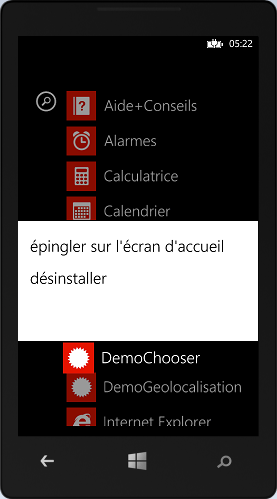 05:22
Aide+Conseils
Alarmes
Calculatrice
Calendrier
épingler sur l'écran d'accueil
désinstaller
DemoChooser
DemoGeolocalisation
Internet Explorer